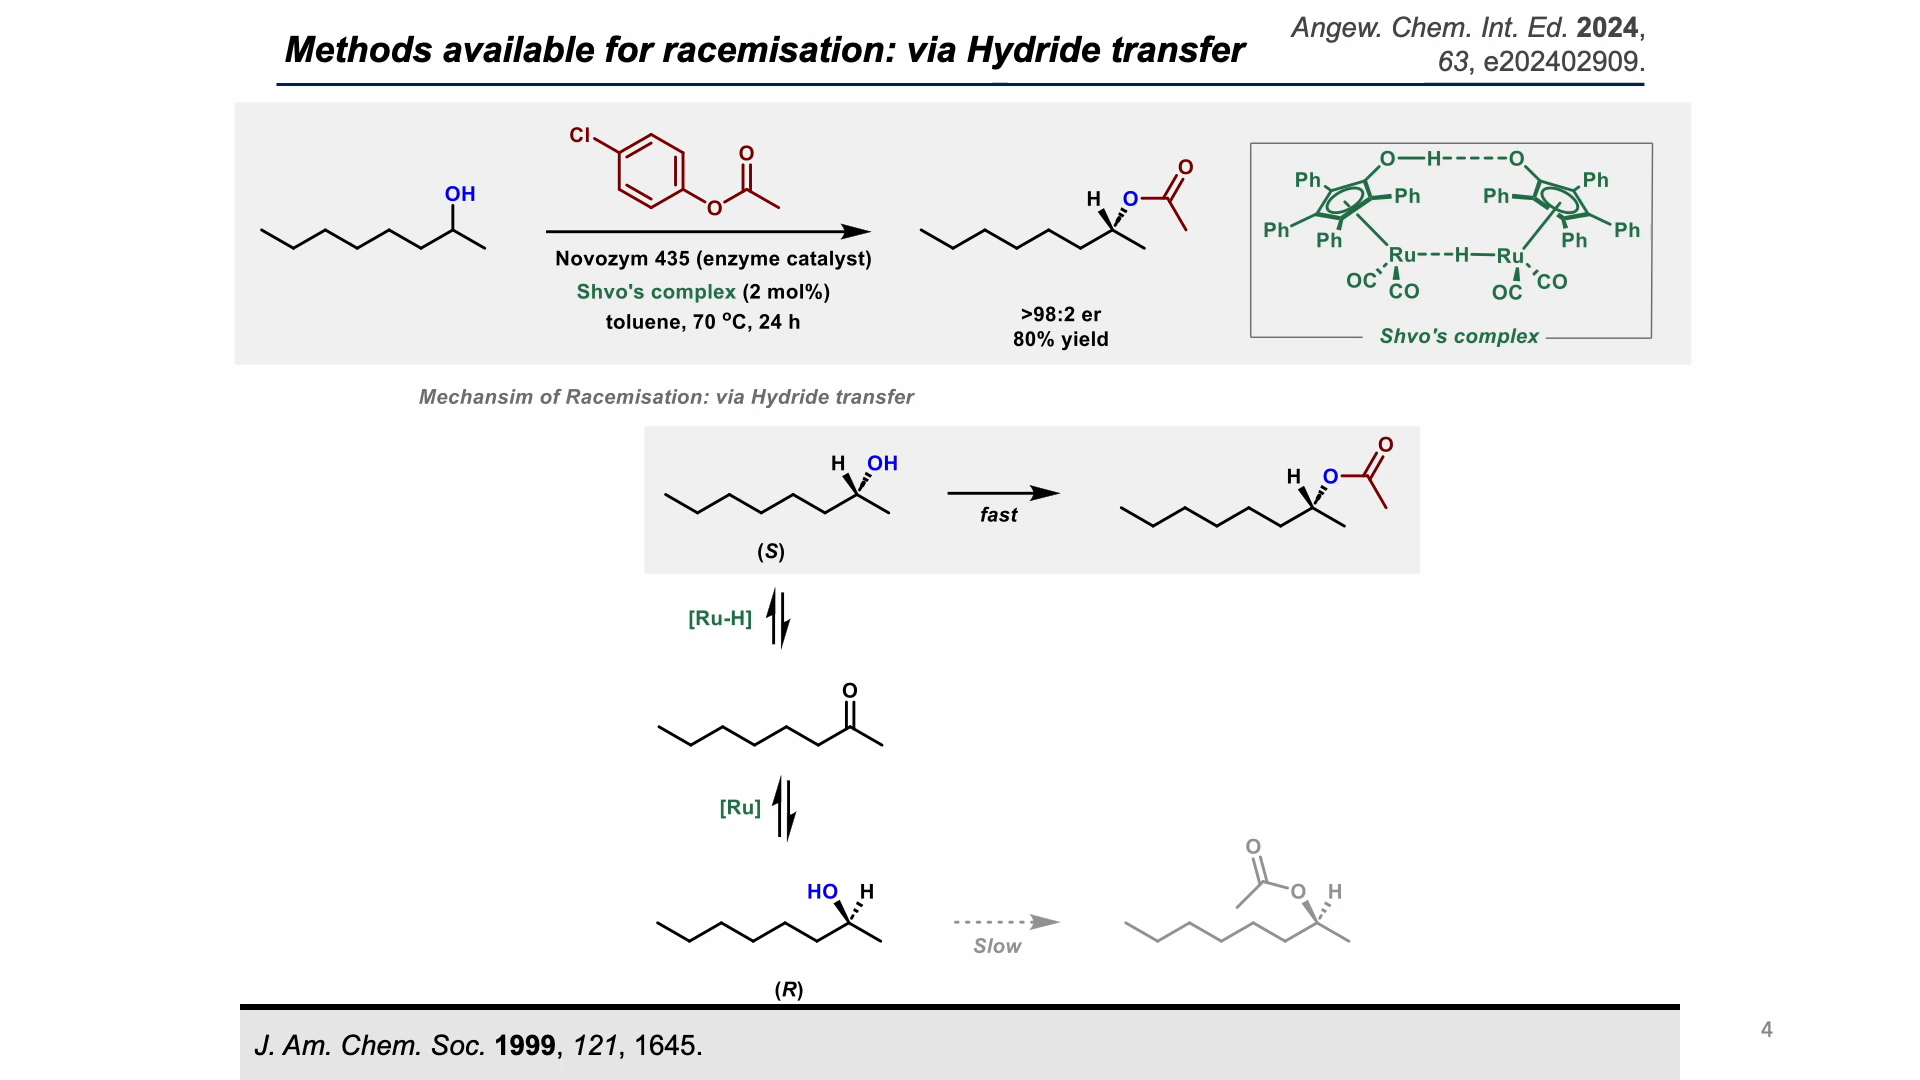 Methods available for racemisation: via Hydride transfer
Angew. Chem. Int. Ed. 2024,
63, e202402909.
OH
Cl
O
O
Novozym 435 (enzyme catalyst)
Shvo's complex (2 mol%)
toluene, 70 ºC, 24 h
H
O
O
>98:2 er
80% yield
O H O
Ph Ph Ph Ph
Ph Ph Ph Ph
Ru H Ru
OC CO OC CO
Shvo's complex
Mechansim of Racemisation: via Hydride transfer
H OH
(S)
fast
H O
O
[Ru-H]
O
[Ru]
HO H
(R)
Slow
O
O H
J. Am. Chem. Soc. 1999, 121, 1645.
4